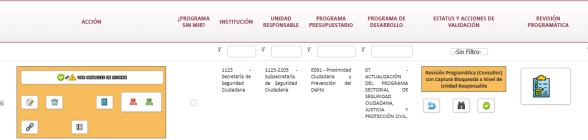 ACCIÓN
¿PROGRAMA SIN MIR?
INSTITUCIÓN
UNIDAD RESPONSABLE
PROGRAMA PRESUPUESTARIO
PROGRAMA DE DESARROLLO
ESTATUS Y ACCIONES DE VALIDACIÓN
REVISIÓN PROGRAMÁTICA
-Sin Filtro-
1123 -
Secretaría de
Seguridad
Ciudadana
1123-2205 -
Subsecretaría
de Seguridad
Ciudadana
E001 - Proximidad
Ciudadana y
Prevención del
Delito
07 -
ACTUALIZACIÓN
DEL PROGRAMA
SECTORIAL DE
SEGURIDAD
CIUDADANA,
JUSTICIA Y
PROTECCIÓN CIVIL.
Revisión Programática (Consultor)
con Captura Bloqueada a Nivel de
Unidad Responsable